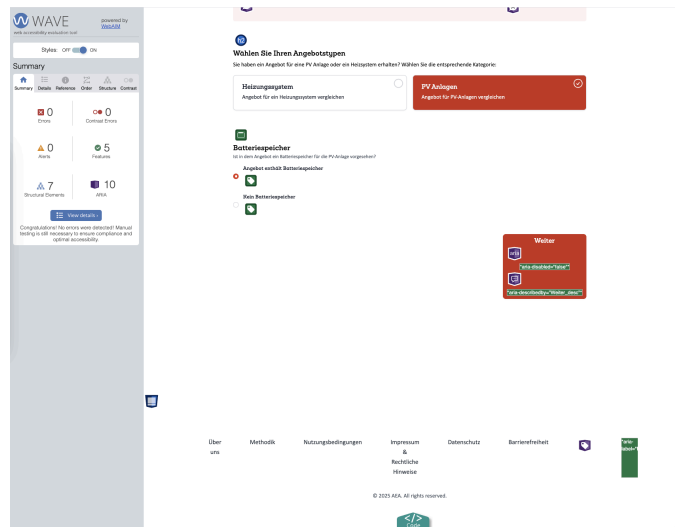 WAVE
powered by
WebAIM
web accessibility evaluation tool
Styles: OFF ON
Summary
Summary Details Reference Order Structure Contrast
0
Errors
0
Contrast Errors
0
Alerts
5
Features
7
Structural Elements
10
ARIA
View details ›
Congratulations! No errors were detected! Manual
testing is still necessary to ensure compliance and
optimal accessibility.
h2
Wählen Sie Ihren Angebotstypen
Sie haben ein Angebot für eine PV Anlage oder ein Heizsystem erhalten? Wählen Sie die entsprechende Kategorie:
Heizungssystem
Angebot für ein Heizungssystem vergleichen
PV Anlagen
Angebot für PV-Anlagen vergleichen
Batteriespeicher
Ist in dem Angebot ein Batteriespeicher für die PV-Anlage vorgesehen?
Angebot enthält Batteriespeicher
Kein Batteriespeicher
Weiter
aria
*aria-disabled="false"*
*aria-describedby="Weiter_desc"*
Über
uns
Methodik
Nutzungsbedingungen
Impressum
&
Rechtliche
Hinweise
Datenschutz
Barrierefreiheit
*aria-
label="
© 2025 AEA. All rights reserved.
</>
Code